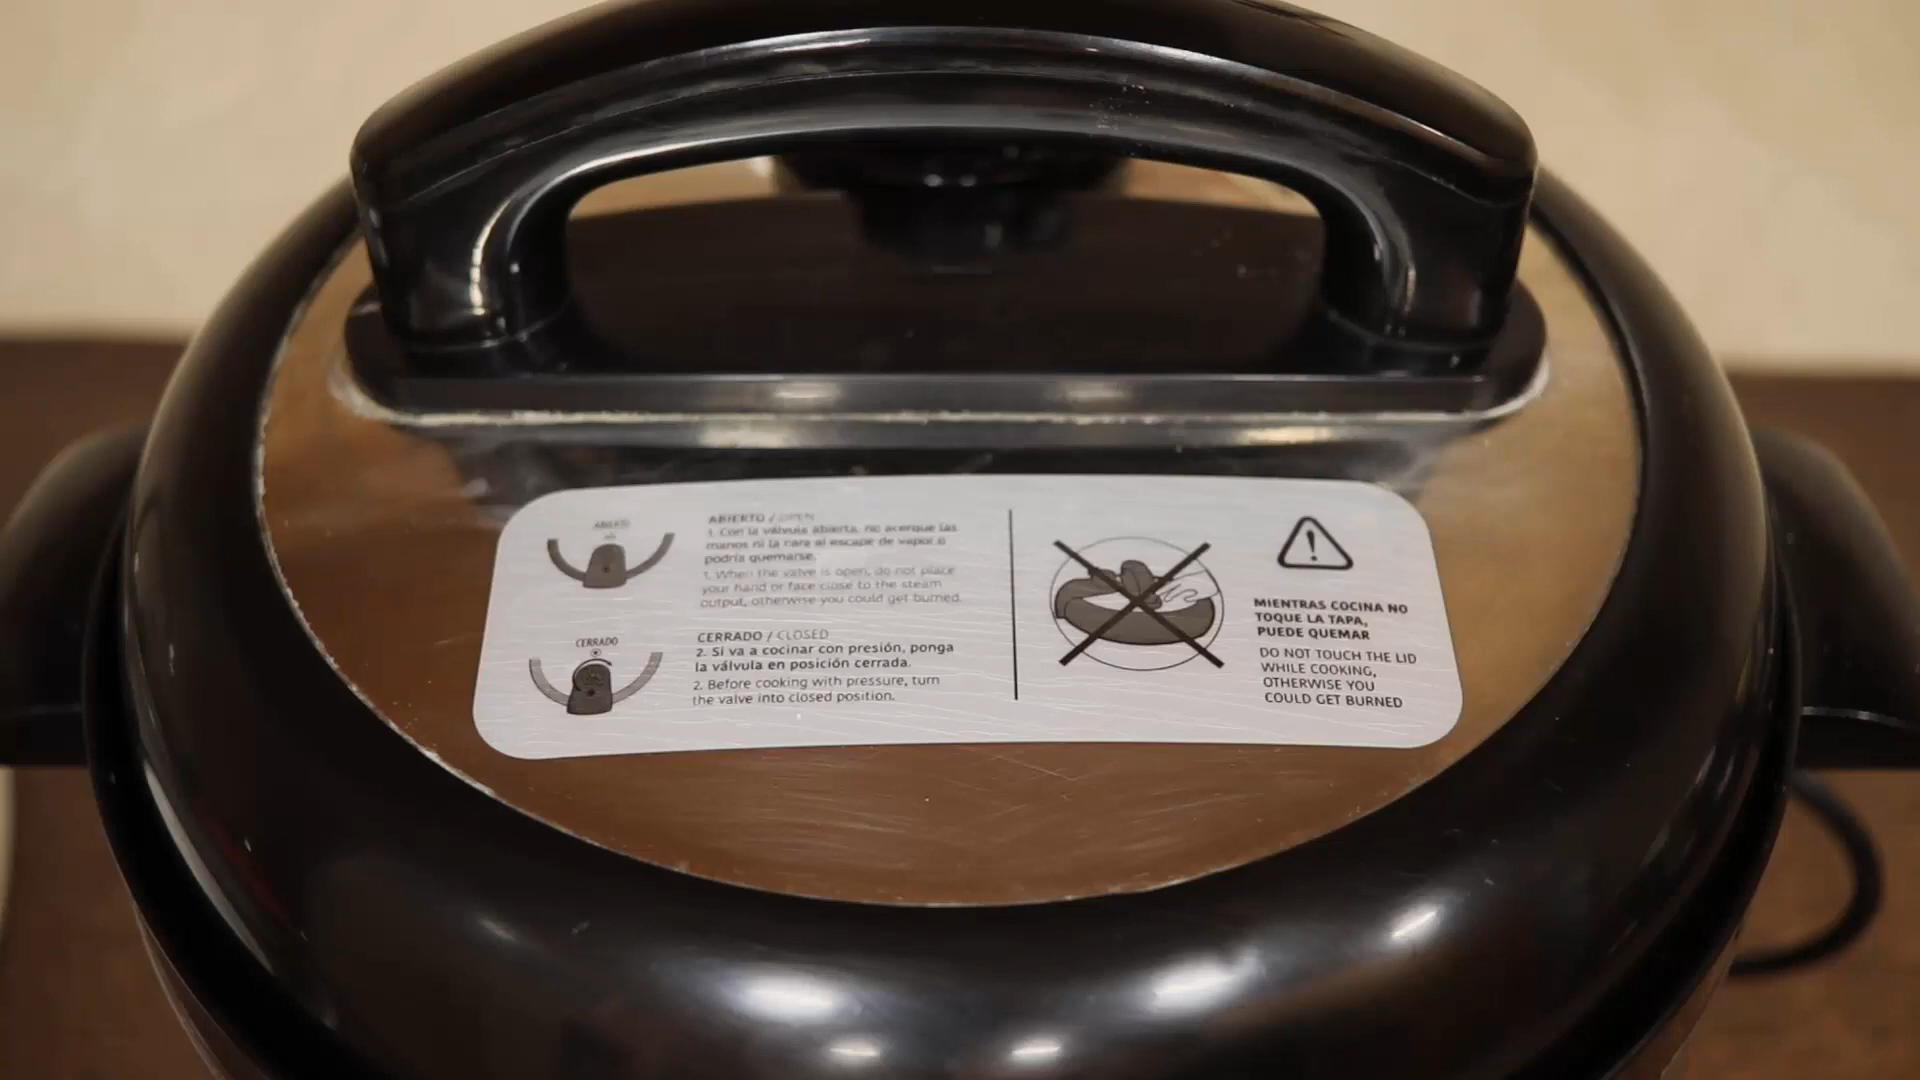 ABIERTO
ABIERTO / OPEN
1. Con la válvula abierta, no acerque las
manos ni la cara al escape de vapor o
podría quemarse.
1. When the valve is open, do not place
your hand or face close to the steam
output, otherwise you could get burned.
CERRADO
CERRADO / CLOSED
2. Si va a cocinar con presión, ponga
la válvula en posición cerrada.
2. Before cooking with pressure, turn
the valve into closed position.
MIENTRAS COCINA NO
TOQUE LA TAPA,
PUEDE QUEMAR
DO NOT TOUCH THE LID
WHILE COOKING,
OTHERWISE YOU
COULD GET BURNED